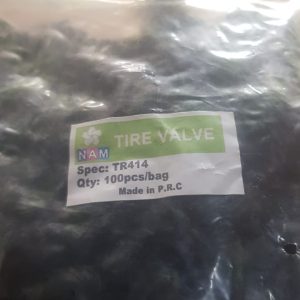 TIRE VALVE
NAM
Spec: TR414
Qty: 100pcs/bag
Made in P.R.C